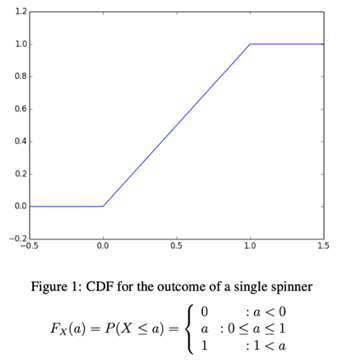 1.2
1.0
0.8
0.6
0.4
0.2
0.0
−0.2
−0.5 0.0 0.5 1.0 1.5
Figure 1: CDF for the outcome of a single spinner
0 : a < 0
F_X(a) = P(X ≤ a) = { a : 0 ≤ a ≤ 1
1 : 1 < a